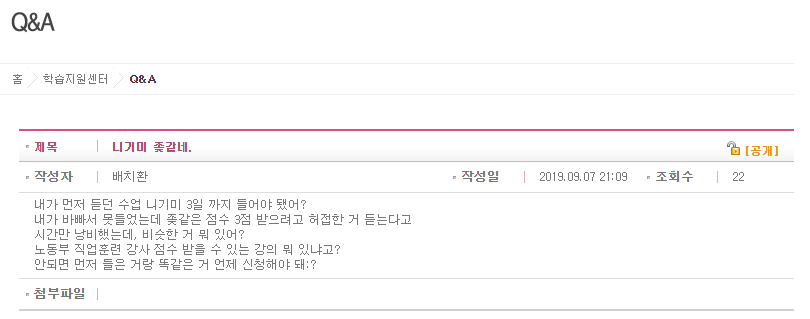 Q&A
홈 학습지원센터 Q&A
제목 니기미 좆같네. [공개]
작성자 배치환 작성일 2019.09.07 21:09 조회수 22
내가 먼저 듣던 수업 니기미 3일 까지 들어야 됐어?
내가 바빠서 못들었는데 좆같은 점수 3점 받으려고 허접한 거 듣는다고
시간만 낭비했는데, 비슷한 거 뭐 있어?
노동부 직업훈련 강사 점수 받을 수 있는 강의 뭐 있냐고?
안되면 먼저 들은 거랑 똑같은 거 언제 신청해야 돼:?
첨부파일